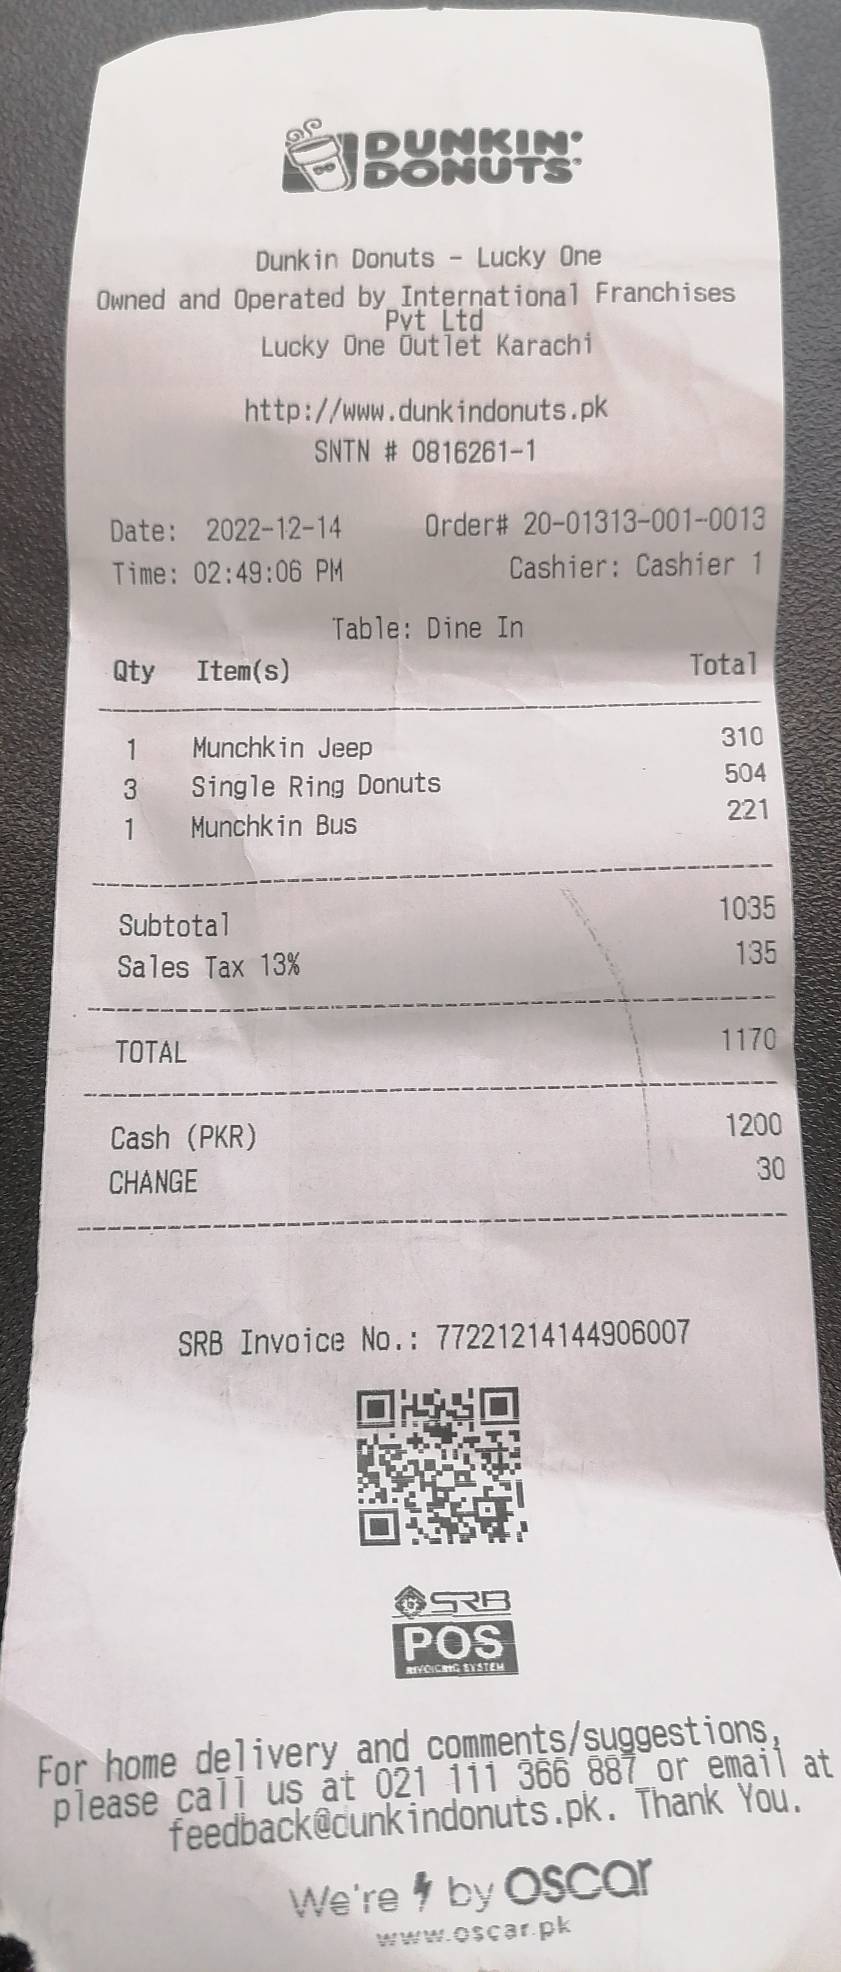 DUNKIN'
DONUTS
Dunkin Donuts - Lucky One
Owned and Operated by International Franchises
Pvt Ltd
Lucky One Outlet Karachi
http://www.dunkindonuts.pk
SNTN # 0816261-1
Date: 2022-12-14 Order# 20-01313-001-0013
Time: 02:49:06 PM Cashier: Cashier 1
Table: Dine In
Qty Item(s) Total
1 Munchkin Jeep 310
3 Single Ring Donuts 504
1 Munchkin Bus 221
Subtotal 1035
Sales Tax 13% 135
TOTAL 1170
Cash (PKR) 1200
CHANGE 30
SRB Invoice No.: 77221214144906007
SRB
POS
INVOICING SYSTEM
For home delivery and comments/suggestions,
please call us at 021 111 366 887 or email at
feedback@dunkindonuts.pk. Thank You.
We're by OSCAR
www.oscar.pk